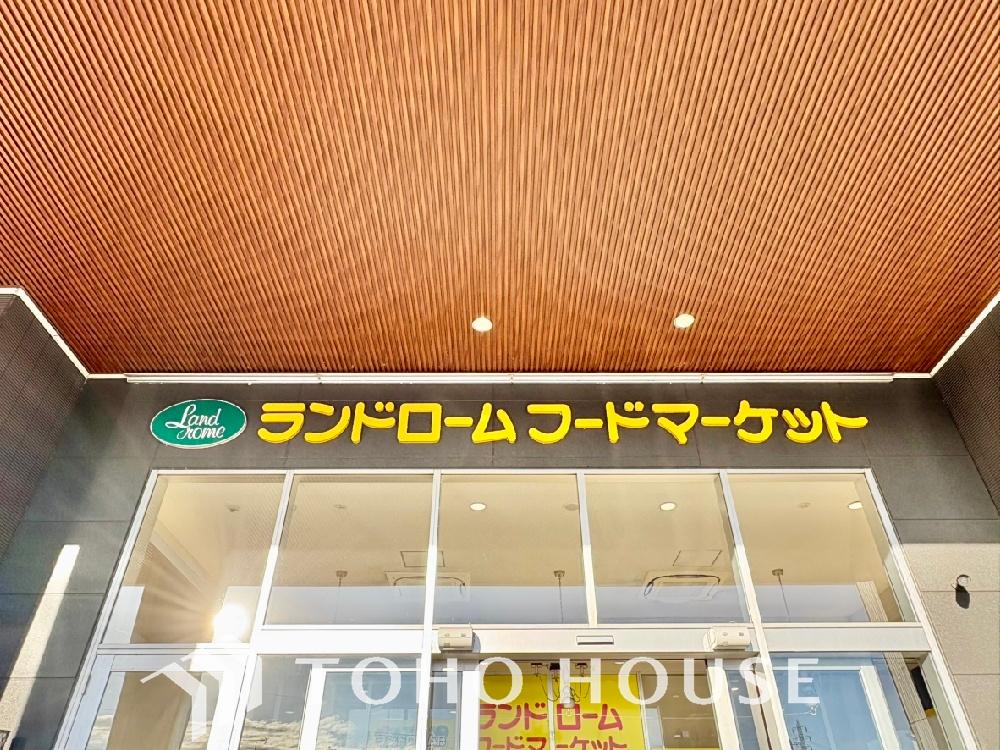 Land
rome
ランドローム フードマーケット
TOHO HOUSE
ランドローム
フードマーケット